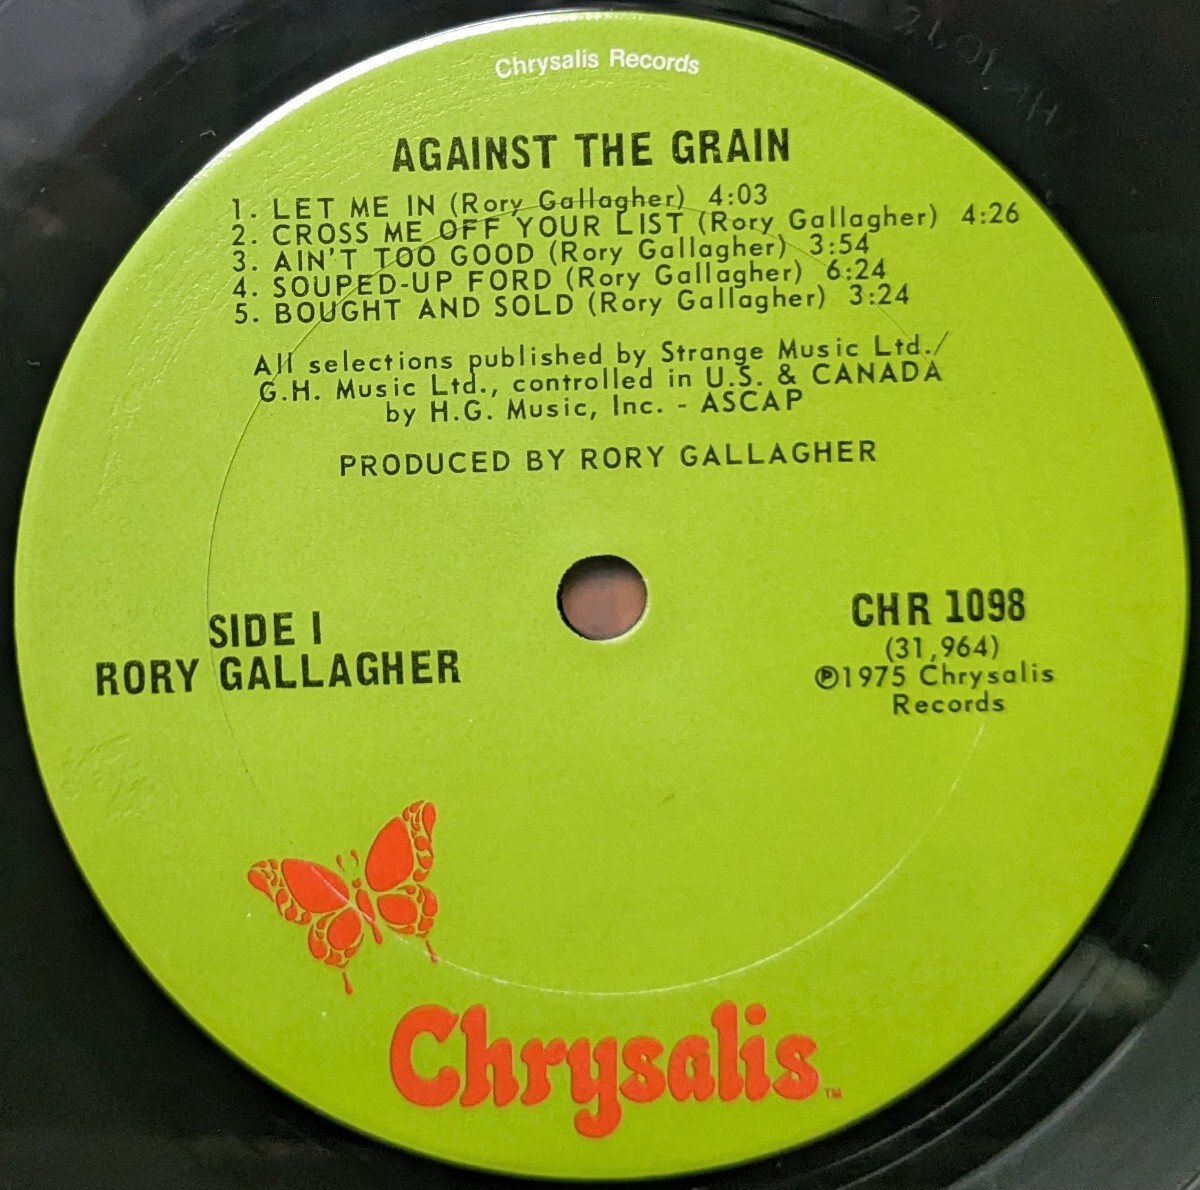 Chrysalis Records
AGAINST THE GRAIN
1. LET ME IN (Rory Gallagher) 4:03
2. CROSS ME OFF YOUR LIST (Rory Gallagher) 4:26
3. AIN'T TOO GOOD (Rory Gallagher) 3:54
4. SOUPED-UP FORD (Rory Gallagher) 6:24
5. BOUGHT AND SOLD (Rory Gallagher) 3:24
All selections published by Strange Music Ltd./
G.H. Music Ltd., controlled in U.S. & CANADA
by H.G. Music, Inc. - ASCAP
PRODUCED BY RORY GALLAGHER
SIDE I
RORY GALLAGHER
CHR 1098
(31,964)
℗1975 Chrysalis
Records
Chrysalis™